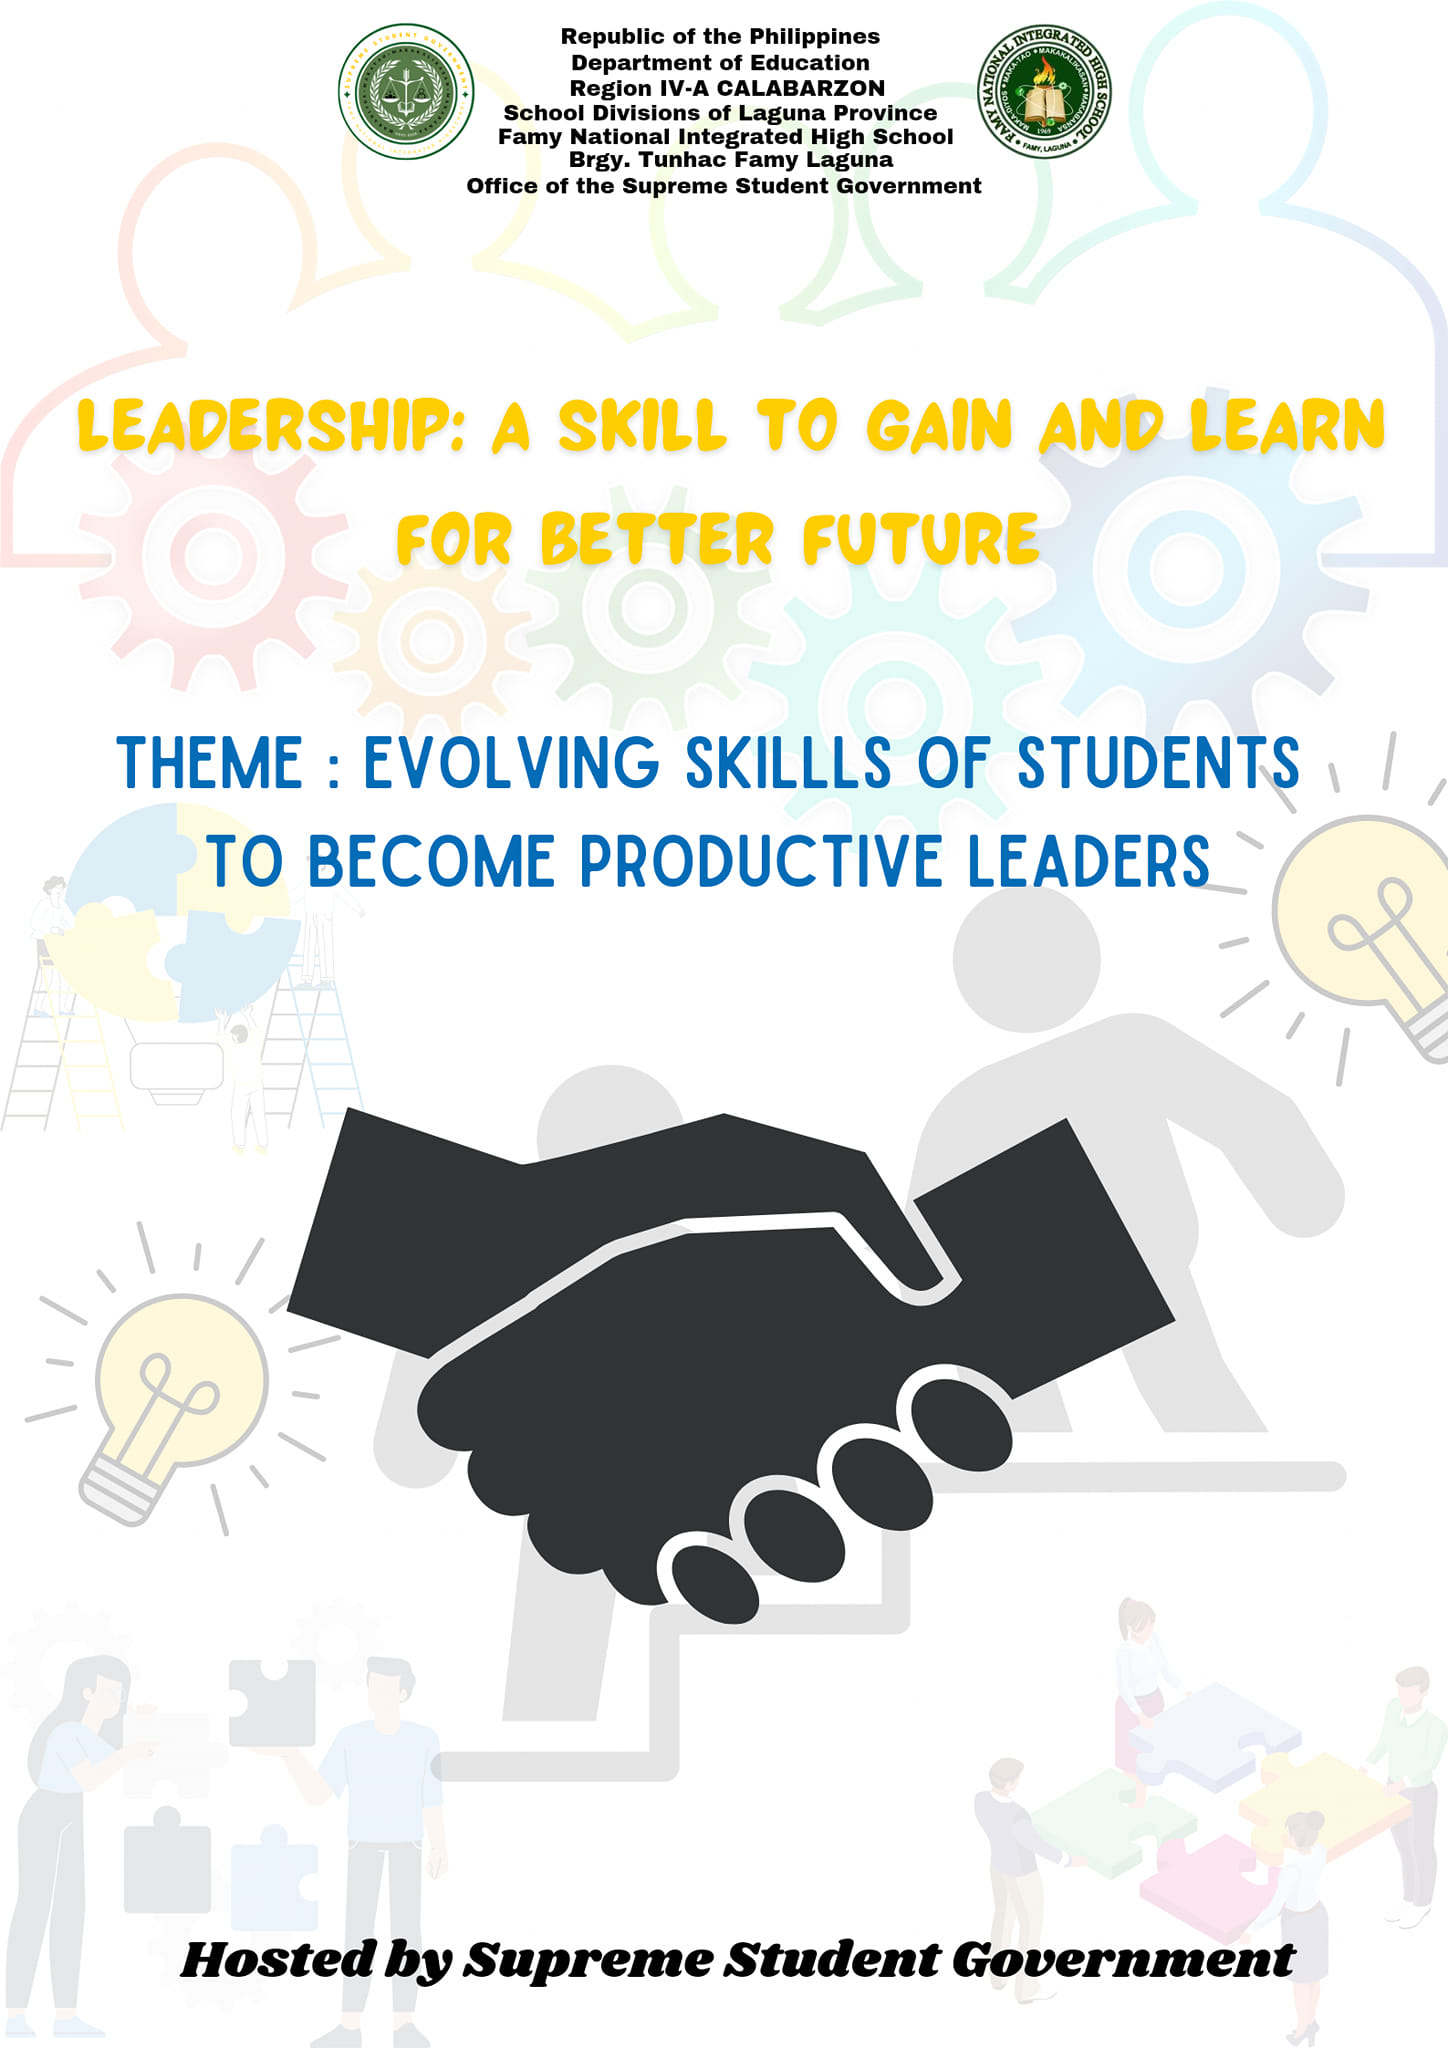 Republic of the Philippines
Department of Education
Region IV-A CALABARZON
School Divisions of Laguna Province
Famy National Integrated High School
Brgy. Tunhac Famy Laguna
Office of the Supreme Student Government
SUPREME STUDENT GOVERNMENT
FAMY NATIONAL INTEGRATED HIGH SCHOOL
MAKA-DIYOS MAKA-TAO MAKAKALIKASAN MAKABANSA
1969
FAMY, LAGUNA
LEADERSHIP: A SKILL TO GAIN AND LEARN
FOR BETTER FUTURE
THEME : EVOLVING SKILLLS OF STUDENTS
TO BECOME PRODUCTIVE LEADERS
Hosted by Supreme Student Government